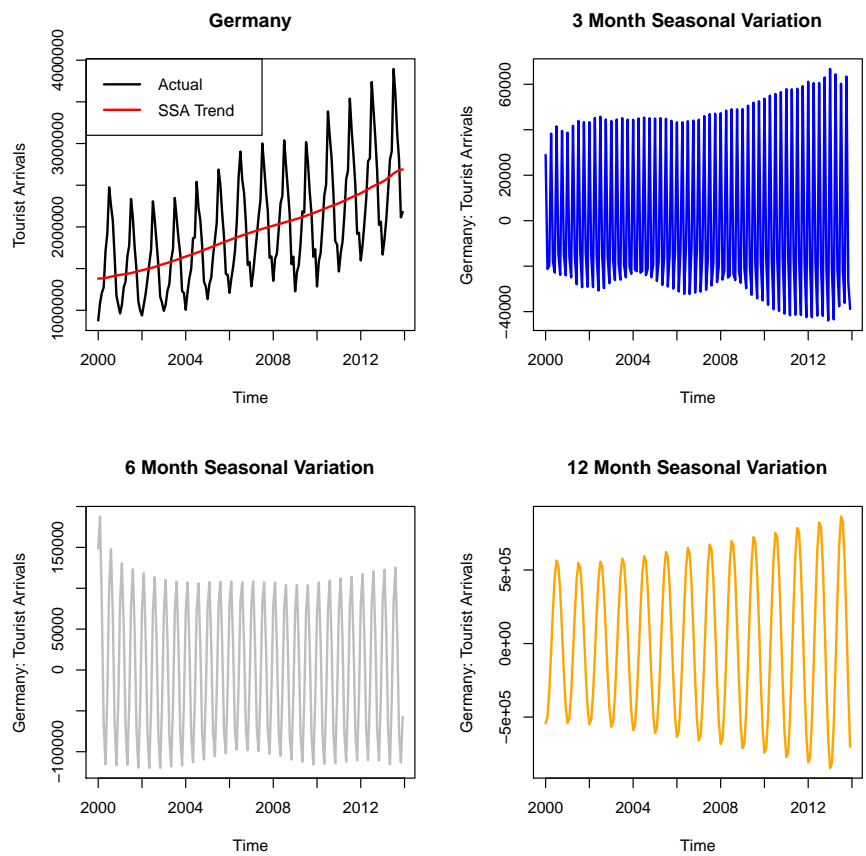 Germany
Actual
SSA Trend
Tourist Arrivals
1000000 2000000 3000000 4000000
2000 2004 2008 2012
Time
3 Month Seasonal Variation
Germany: Tourist Arrivals
−40000 0 20000 60000
2000 2004 2008 2012
Time
6 Month Seasonal Variation
Germany: Tourist Arrivals
−100000 0 50000 150000
2000 2004 2008 2012
Time
12 Month Seasonal Variation
Germany: Tourist Arrivals
−5e+05 0e+00 5e+05
2000 2004 2008 2012
Time